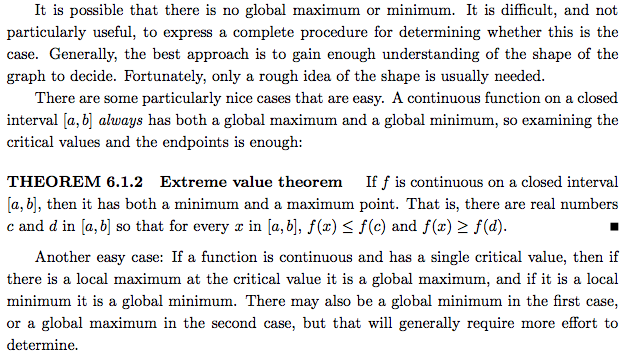 It is possible that there is no global maximum or minimum. It is difficult, and not
particularly useful, to express a complete procedure for determining whether this is the
case. Generally, the best approach is to gain enough understanding of the shape of the
graph to decide. Fortunately, only a rough idea of the shape is usually needed.
There are some particularly nice cases that are easy. A continuous function on a closed
interval [a, b] always has both a global maximum and a global minimum, so examining the
critical values and the endpoints is enough:
THEOREM 6.1.2 Extreme value theorem If f is continuous on a closed interval
[a, b], then it has both a minimum and a maximum point. That is, there are real numbers
c and d in [a, b] so that for every x in [a, b], f(x) ≤ f(c) and f(x) ≥ f(d). ■
Another easy case: If a function is continuous and has a single critical value, then if
there is a local maximum at the critical value it is a global maximum, and if it is a local
minimum it is a global minimum. There may also be a global minimum in the first case,
or a global maximum in the second case, but that will generally require more effort to
determine.